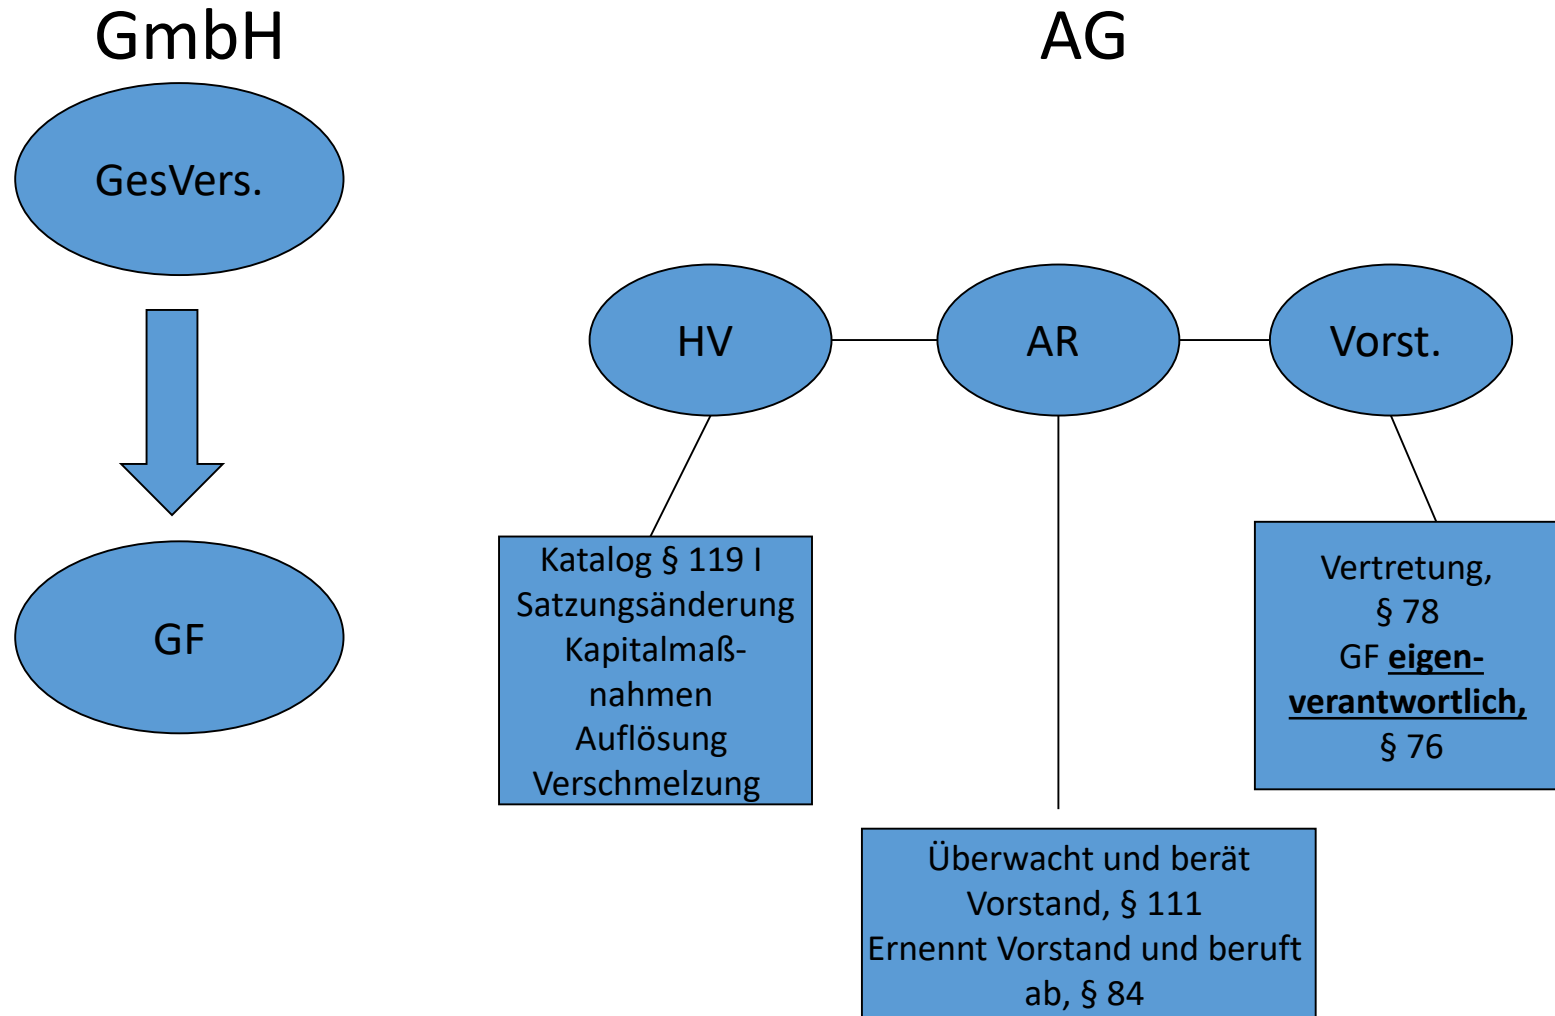 GmbH
AG
GesVers.
HV
AR
Vorst.
GF
Katalog § 119 I
Satzungsänderung
Kapitalmaß-
nahmen
Auflösung
Verschmelzung
Vertretung,
§ 78
GF eigen-
verantwortlich,
§ 76
Überwacht und berät
Vorstand, § 111
Ernennt Vorstand und beruft
ab, § 84